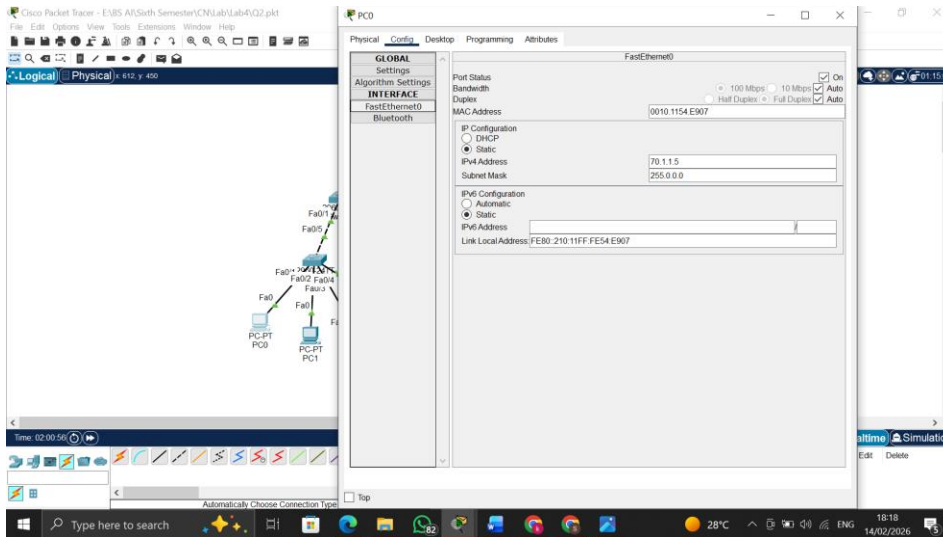 Cisco Packet Tracer - E:\BS AI\Sixth Semester\CN\Lab\Lab4\Q2.pkt
File Edit Options View Tools Extensions Window Help
Logical Physical x: 612, y: 450
01:15
Fa0/1
Fa0/5
Fa0/2 Fa0/4
Fa0
Fa0
PC-PT
PC0
PC-PT
PC1
Time: 02:00:56
Realtime Simulation
Edit Delete
Automatically Choose Connection Type
PC0
Physical Config Desktop Programming Attributes
GLOBAL
Settings
Algorithm Settings
INTERFACE
FastEthernet0
Bluetooth
FastEthernet0
Port Status On
Bandwidth 100 Mbps 10 Mbps Auto
Duplex Half Duplex Full Duplex Auto
MAC Address 0010.1154.E907
IP Configuration
DHCP
Static
IPv4 Address 70.1.1.5
Subnet Mask 255.0.0.0
IPv6 Configuration
Automatic
Static
IPv6 Address /
Link Local Address: FE80::210:11FF:FE54:E907
Top
Type here to search
82
28°C ENG
18:18
14/02/2026
5